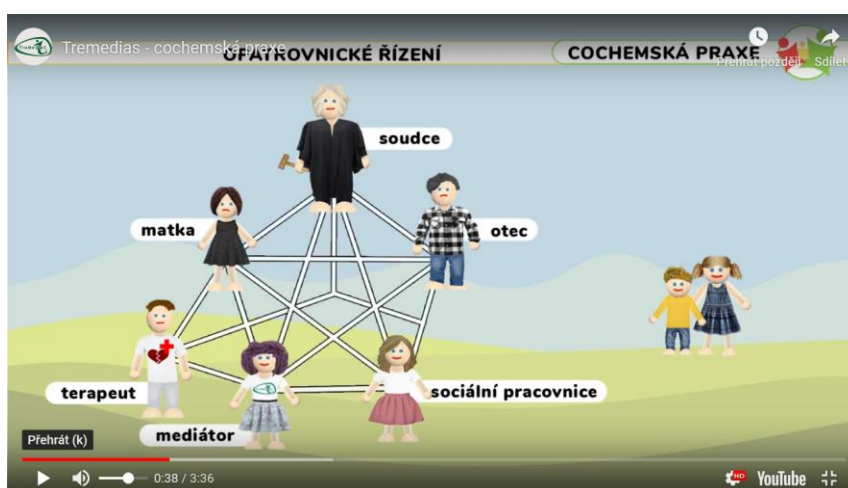 Tremedias - cochemská praxe
OPATROVNICKÉ ŘÍZENÍ
COCHEMSKÁ PRAXE
Přehrát později
Sdílet
soudce
matka
otec
terapeut
sociální pracovnice
mediátor
Přehrát (k)
0:38 / 3:36
HD
YouTube